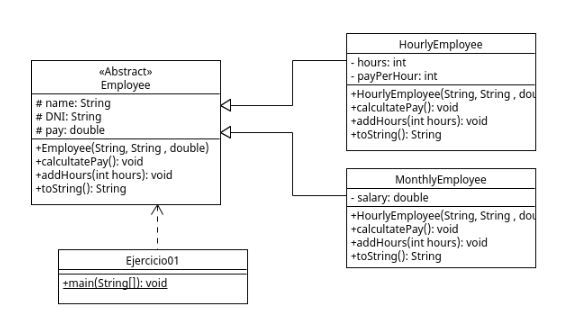 «Abstract»
Employee
# name: String
# DNI: String
# pay: double
+Employee(String, String , double)
+calcultatePay(): void
+addHours(int hours): void
+toString(): String
HourlyEmployee
- hours: int
- payPerHour: int
+HourlyEmployee(String, String , dou
+calcultatePay(): void
+addHours(int hours): void
+toString(): String
MonthlyEmployee
- salary: double
+HourlyEmployee(String, String , dou
+calcultatePay(): void
+addHours(int hours): void
+toString(): String
Ejercicio01
+main(String[]): void